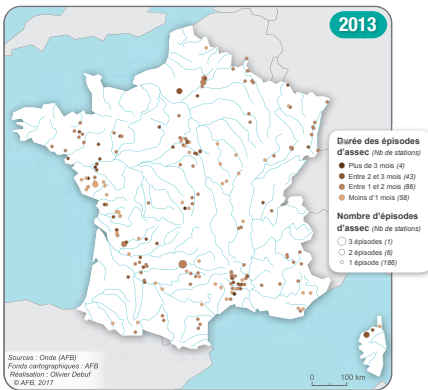 2013
Durée des épisodes
d'assec (Nb de stations)
Plus de 3 mois (4)
Entre 2 et 3 mois (43)
Entre 1 et 2 mois (86)
Moins d'1 mois (58)
Nombre d'épisodes
d'assec (Nb de stations)
3 épisodes (1)
2 épisodes (6)
1 épisode (186)
Sources : Onde (AFB)
Fonds cartographiques : AFB
Réalisation : Olivier Debuf
© AFB, 2017
0 100 km